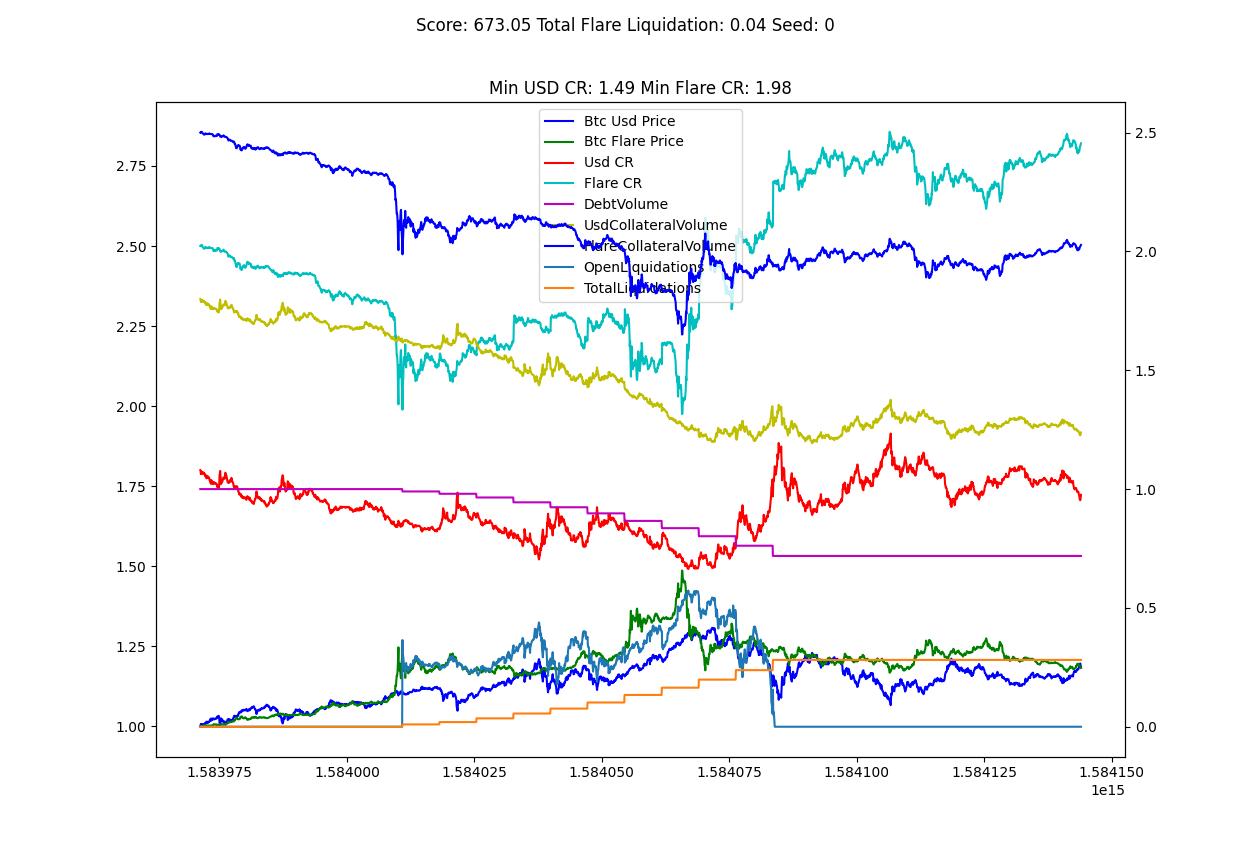 Score: 673.05 Total Flare Liquidation: 0.04 Seed: 0
Min USD CR: 1.49 Min Flare CR: 1.98
Btc Usd Price
Btc Flare Price
Usd CR
Flare CR
DebtVolume
UsdCollateralVolume
FlareCollateralVolume
OpenLiquidations
TotalLiquidations
2.75
2.50
2.25
2.00
1.75
1.50
1.25
1.00
2.5
2.0
1.5
1.0
0.5
0.0
1.583975
1.584000
1.584025
1.584050
1.584075
1.584100
1.584125
1.584150
1e15